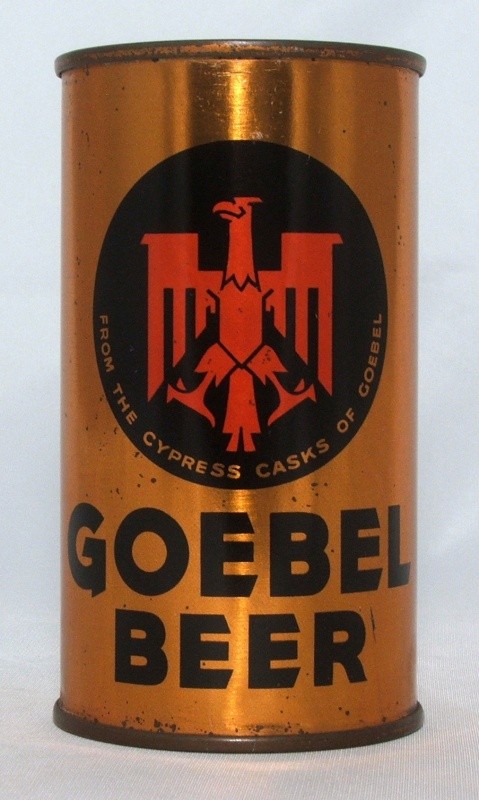 FROM THE CYPRESS CASKS OF GOEBEL
GOEBEL
BEER